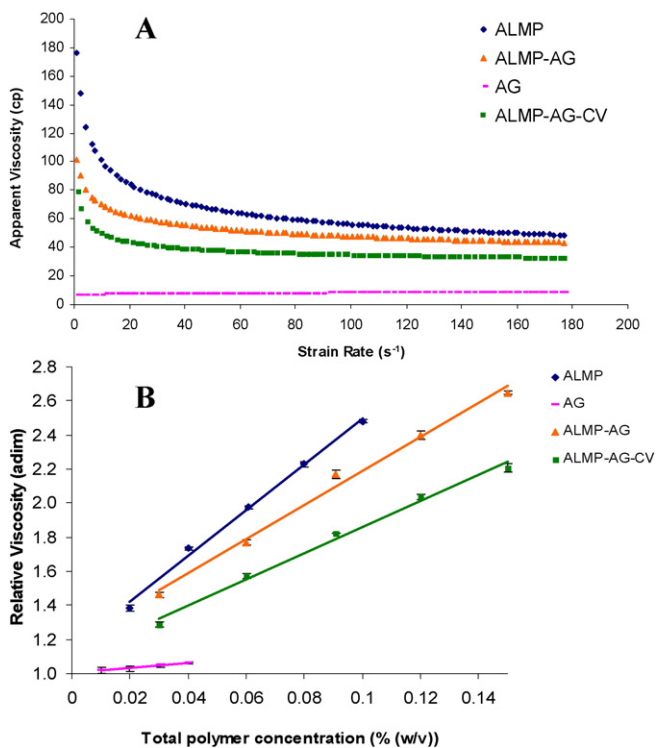 A
Apparent Viscosity (cp)
200
180
160
140
120
100
80
60
40
20
0
0 20 40 60 80 100 120 140 160 180 200
Strain Rate (s⁻¹)
ALMP
ALMP-AG
AG
ALMP-AG-CV
B
Relative Viscosity (adim)
2.8
2.6
2.4
2.2
2.0
1.8
1.6
1.4
1.2
1.0
0 0.02 0.04 0.06 0.08 0.1 0.12 0.14
Total polymer concentration (% (w/v))
ALMP
AG
ALMP-AG
ALMP-AG-CV